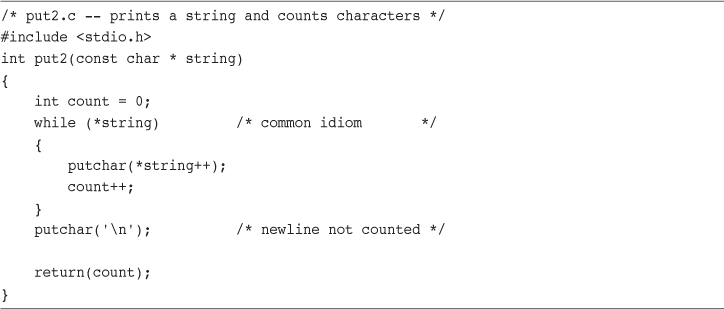 /* put2.c -- prints a string and counts characters */
#include <stdio.h>
int put2(const char * string)
{
    int count = 0;
    while (*string)         /* common idiom       */
    {
        putchar(*string++);
        count++;
    }
    putchar('\n');          /* newline not counted */

    return(count);
}